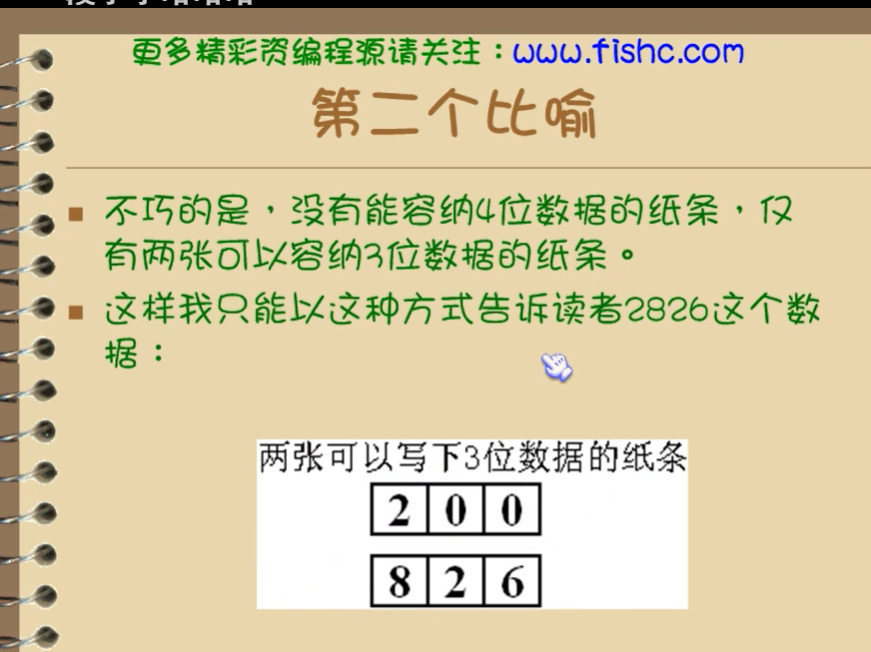 更多精彩资编程源请关注：www.fishc.com
第二个比喻
不巧的是，没有能容纳4位数据的纸条，仅
有两张可以容纳3位数据的纸条。
这样我只能以这种方式告诉读者2826这个数
据：
两张可以写下3位数据的纸条
2 0 0
8 2 6